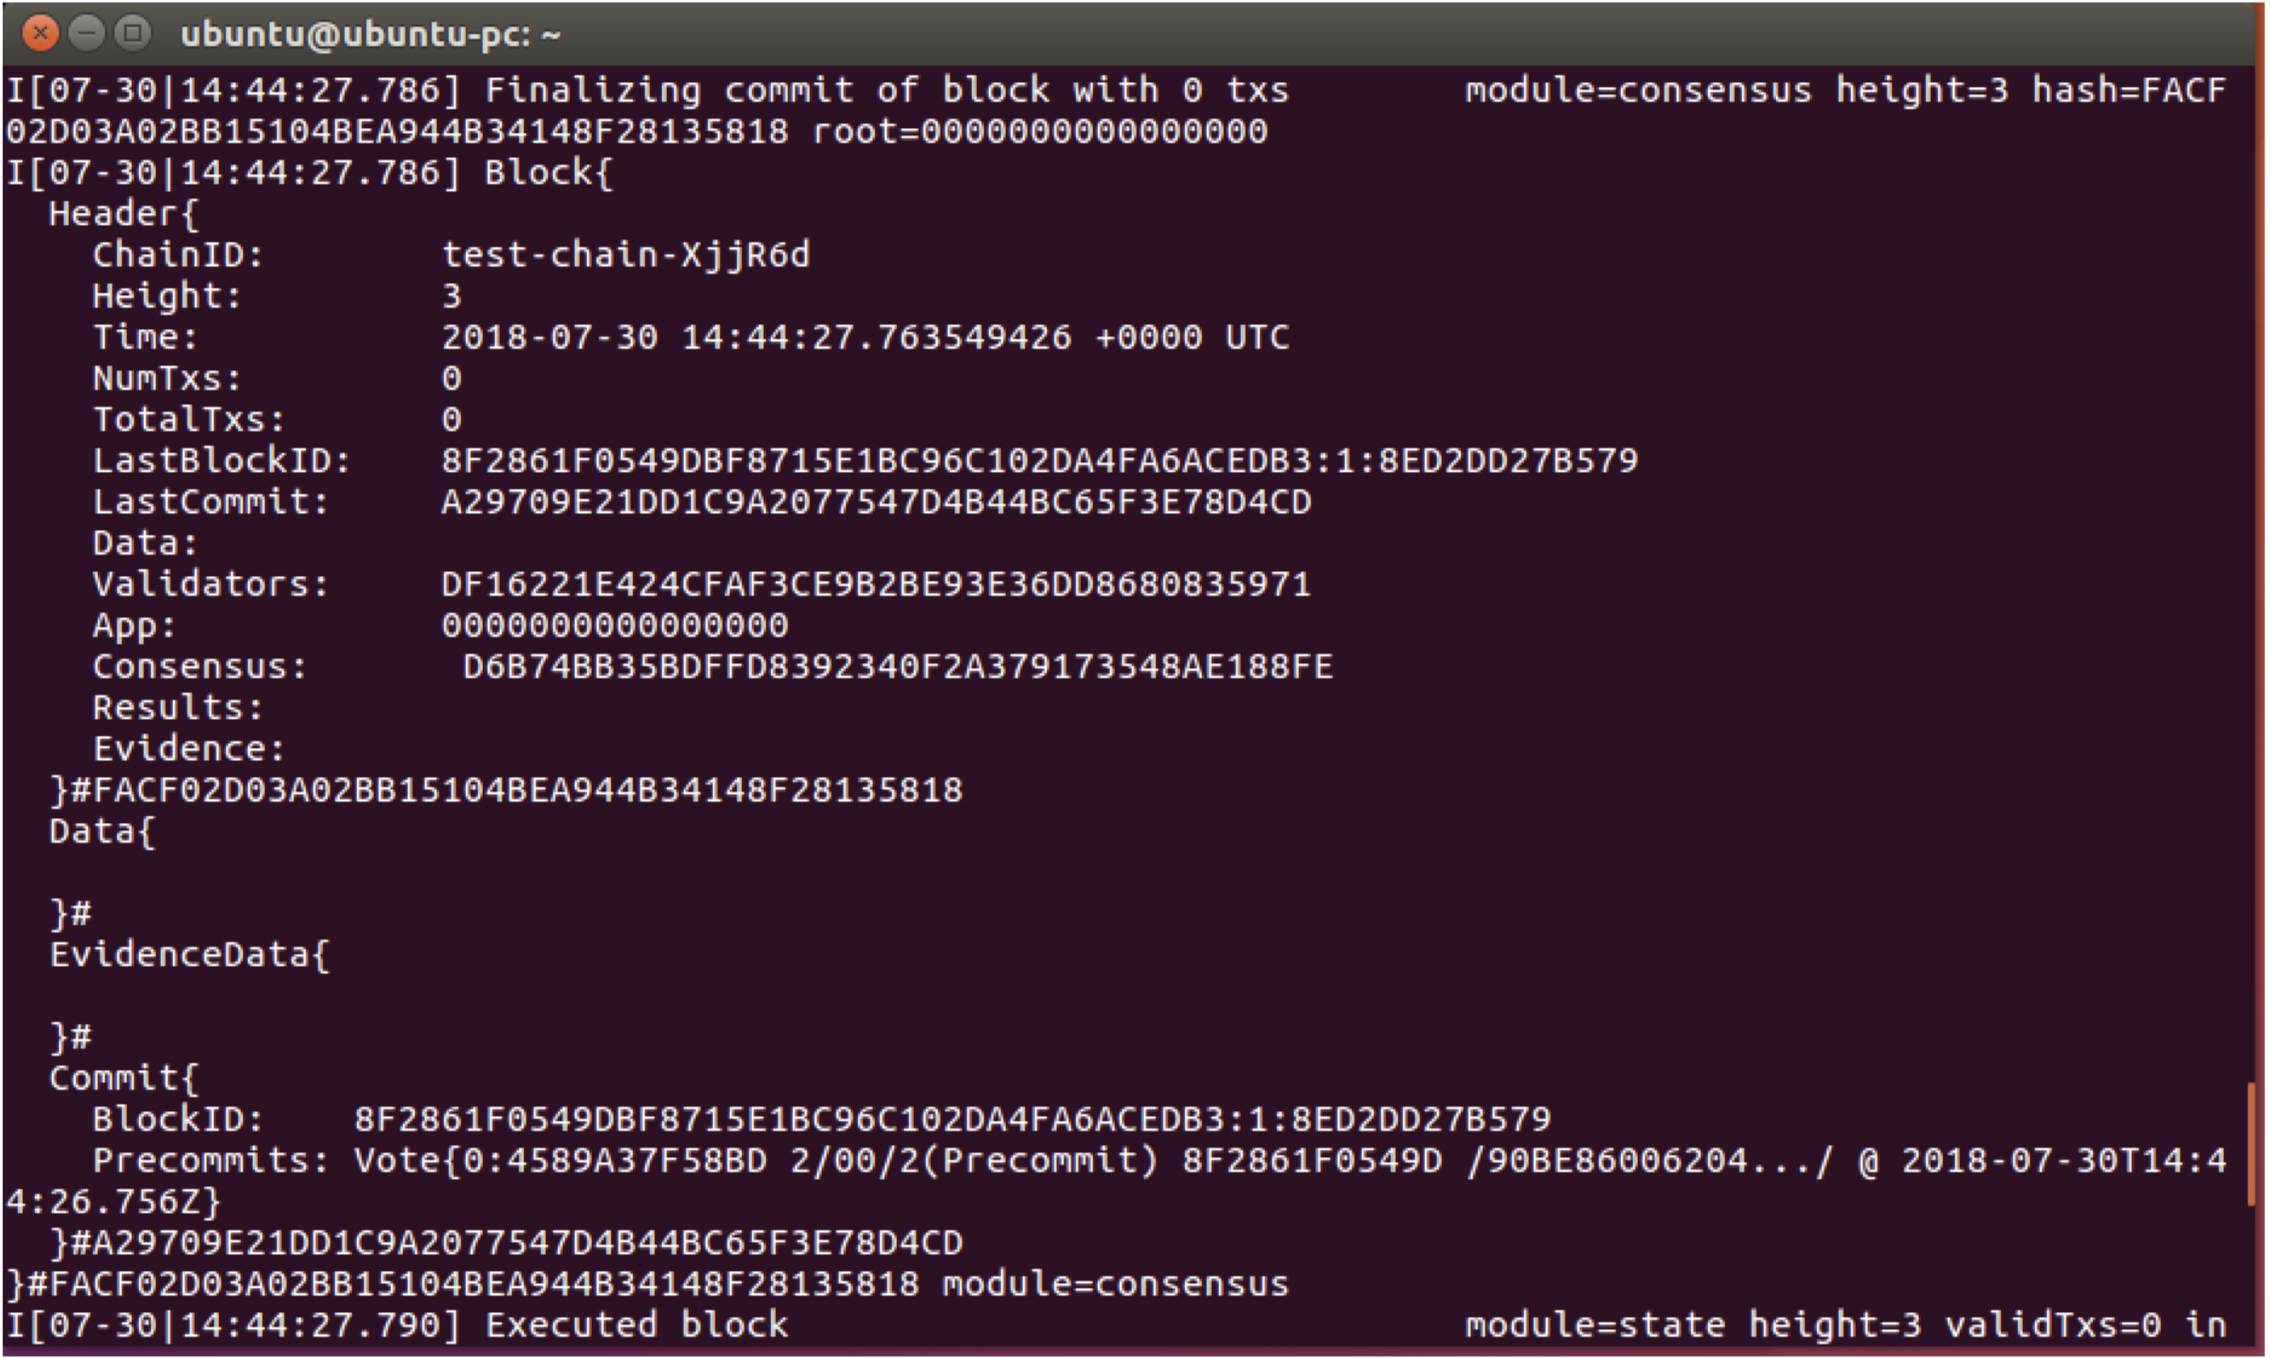 ubuntu@ubuntu-pc: ~
I[07-30|14:44:27.786] Finalizing commit of block with 0 txs        module=consensus height=3 hash=FACF
02D03A02BB15104BEA944B34148F28135818 root=0000000000000000
I[07-30|14:44:27.786] Block{
  Header{
    ChainID:        test-chain-XjjR6d
    Height:         3
    Time:           2018-07-30 14:44:27.763549426 +0000 UTC
    NumTxs:         0
    TotalTxs:       0
    LastBlockID:    8F2861F0549DBF8715E1BC96C102DA4FA6ACEDB3:1:8ED2DD27B579
    LastCommit:     A29709E21DD1C9A2077547D4B44BC65F3E78D4CD
    Data:
    Validators:     DF16221E424CFAF3CE9B2BE93E36DD8680835971
    App:            0000000000000000
    Consensus:       D6B74BB35BDFFD8392340F2A379173548AE188FE
    Results:
    Evidence:
  }#FACF02D03A02BB15104BEA944B34148F28135818
  Data{
  }#
  EvidenceData{
  }#
  Commit{
    BlockID:    8F2861F0549DBF8715E1BC96C102DA4FA6ACEDB3:1:8ED2DD27B579
    Precommits: Vote{0:4589A37F58BD 2/00/2(Precommit) 8F2861F0549D /90BE86006204.../ @ 2018-07-30T14:4
4:26.756Z}
  }#A29709E21DD1C9A2077547D4B44BC65F3E78D4CD
}#FACF02D03A02BB15104BEA944B34148F28135818 module=consensus
I[07-30|14:44:27.790] Executed block                               module=state height=3 validTxs=0 in